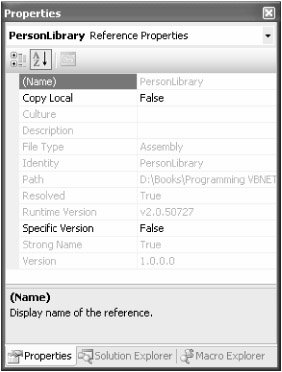 Properties
PersonLibrary Reference Properties
(Name) PersonLibrary
Copy Local False
Culture
Description
File Type Assembly
Identity PersonLibrary
Path D:\Books\Programming VBNET
Resolved True
Runtime Version v2.0.50727
Specific Version False
Strong Name True
Version 1.0.0.0
(Name)
Display name of the reference.
Properties Solution Explorer Macro Explorer